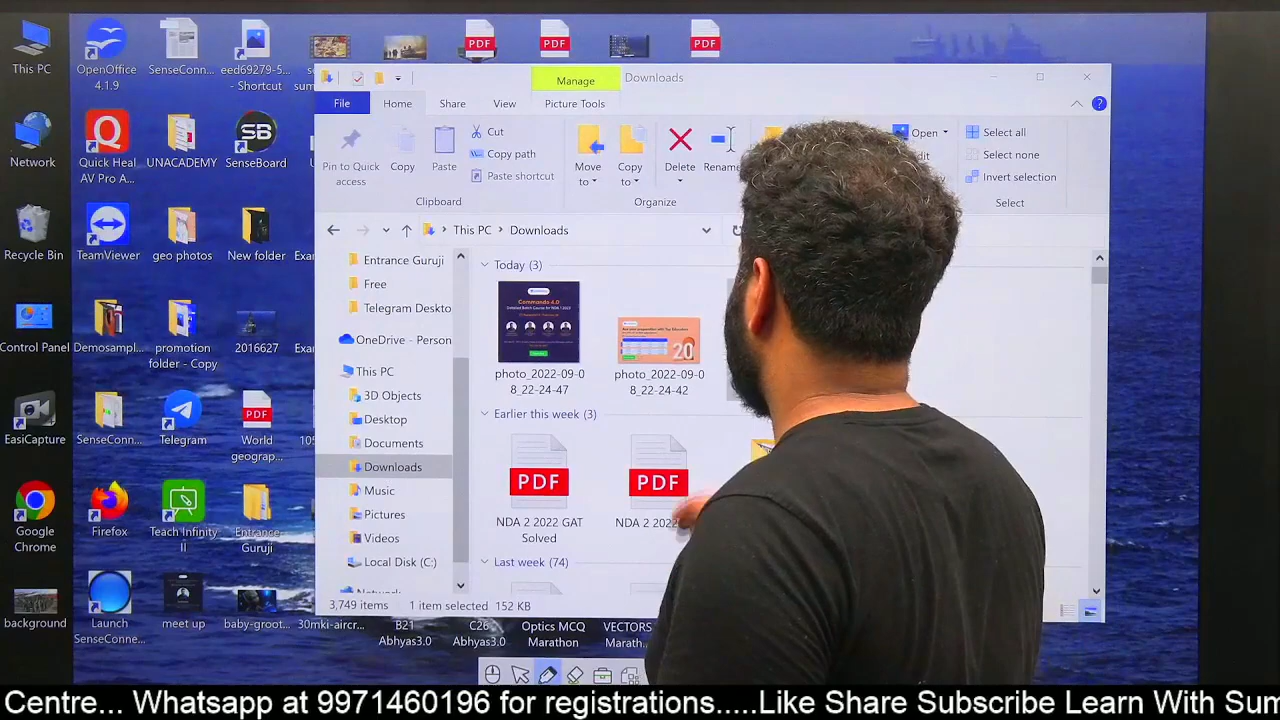 This PC
OpenOffice
4.1.9
SenseConn...
eed69279-5...
- Shortcut
PDF
PDF
PDF
Network
Quick Heal
AV Pro A...
UNACADEMY
SenseBoard
Recycle Bin
TeamViewer
geo photos
New folder
Control Panel
Demosampl...
promotion
folder - Copy
2016627
EasiCapture
SenseConn...
Telegram
PDF
World
geograp...
Google
Chrome
Firefox
Teach Infinity
II
Entrance-
Guruji
background
Launch
SenseConne...
meet up
baby-groot...
30mki-aircr...
B21
Abhyas3.0
C26
Abhyas3.0
Optics MCQ
Marathon
VECTORS
Marath...
Manage
Downloads
File
Home
Share
View
Picture Tools
Pin to Quick
access
Copy
Paste
Cut
Copy path
Paste shortcut
Clipboard
Move
to
Copy
to
Delete
Rename
Organize
Open
Select all
Select none
Invert selection
Select
This PC > Downloads
Entrance Guruji
Free
Telegram Deskto
OneDrive - Person
This PC
3D Objects
Desktop
Documents
Downloads
Music
Pictures
Videos
Local Disk (C:)
Today (3)
Commando 4.0
20
photo_2022-09-0
8_22-24-47
photo_2022-09-0
8_22-24-42
Earlier this week (3)
PDF
PDF
NDA 2 2022 GAT
Solved
NDA 2 2022
Last week (74)
3,749 items
1 item selected 152 KB
Centre... Whatsapp at 9971460196 for registrations.....Like Share Subscribe Learn With Sum